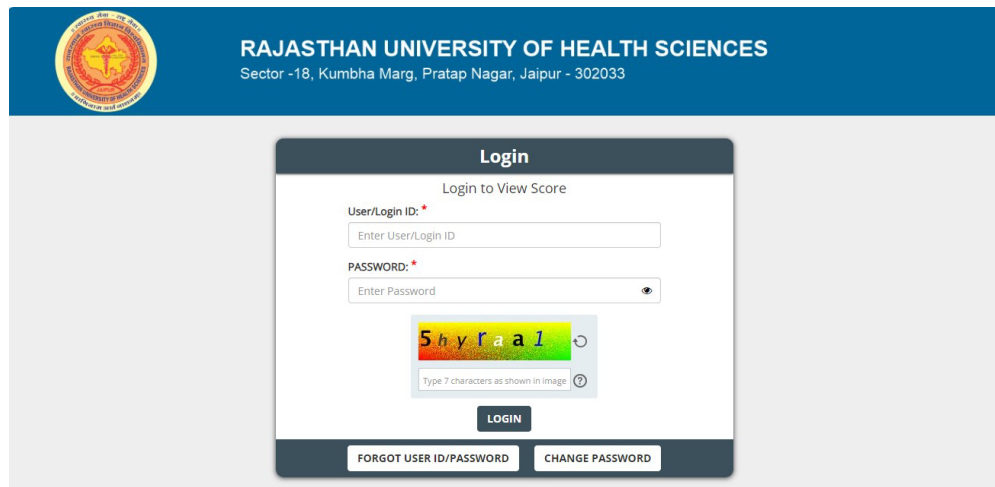 RAJASTHAN UNIVERSITY OF HEALTH SCIENCES
Sector -18, Kumbha Marg, Pratap Nagar, Jaipur - 302033
Login
Login to View Score
User/Login ID: *
Enter User/Login ID
PASSWORD: *
Enter Password
5hyraa1
Type 7 characters as shown in image
LOGIN
FORGOT USER ID/PASSWORD
CHANGE PASSWORD